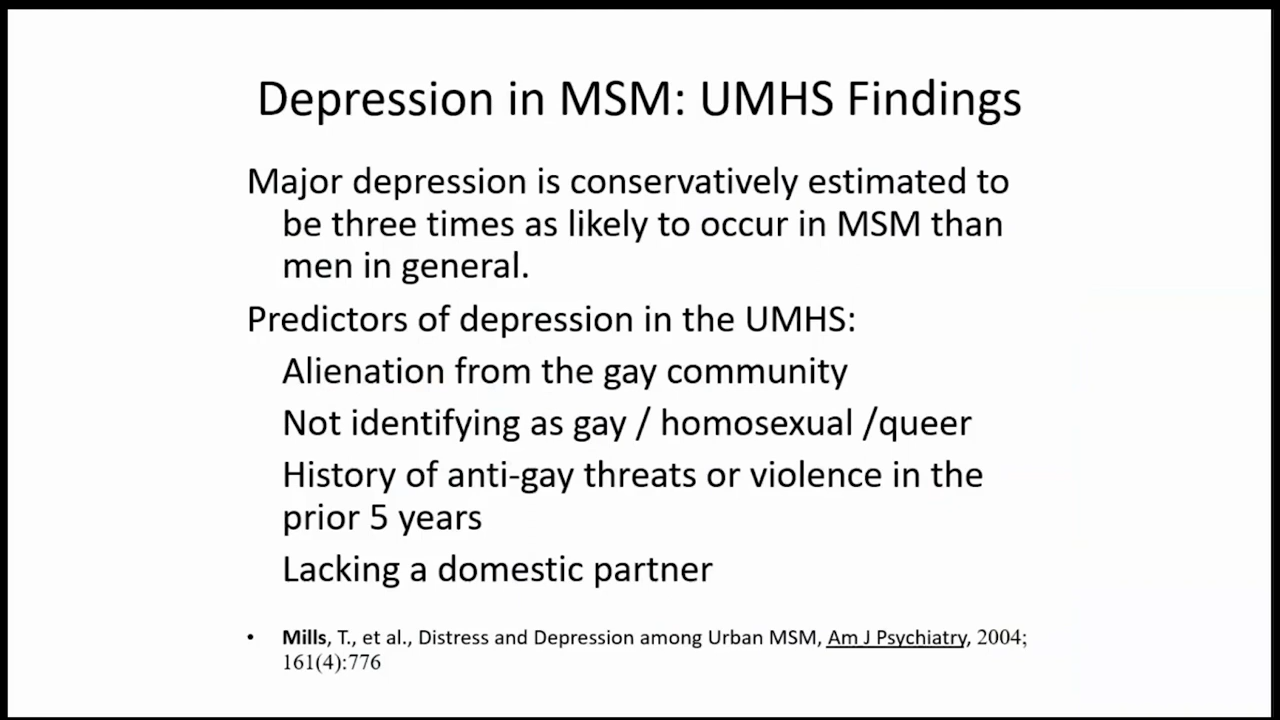 Depression in MSM: UMHS Findings
Major depression is conservatively estimated to
be three times as likely to occur in MSM than
men in general.
Predictors of depression in the UMHS:
Alienation from the gay community
Not identifying as gay / homosexual /queer
History of anti-gay threats or violence in the
prior 5 years
Lacking a domestic partner
• Mills, T., et al., Distress and Depression among Urban MSM, Am J Psychiatry, 2004;
161(4):776